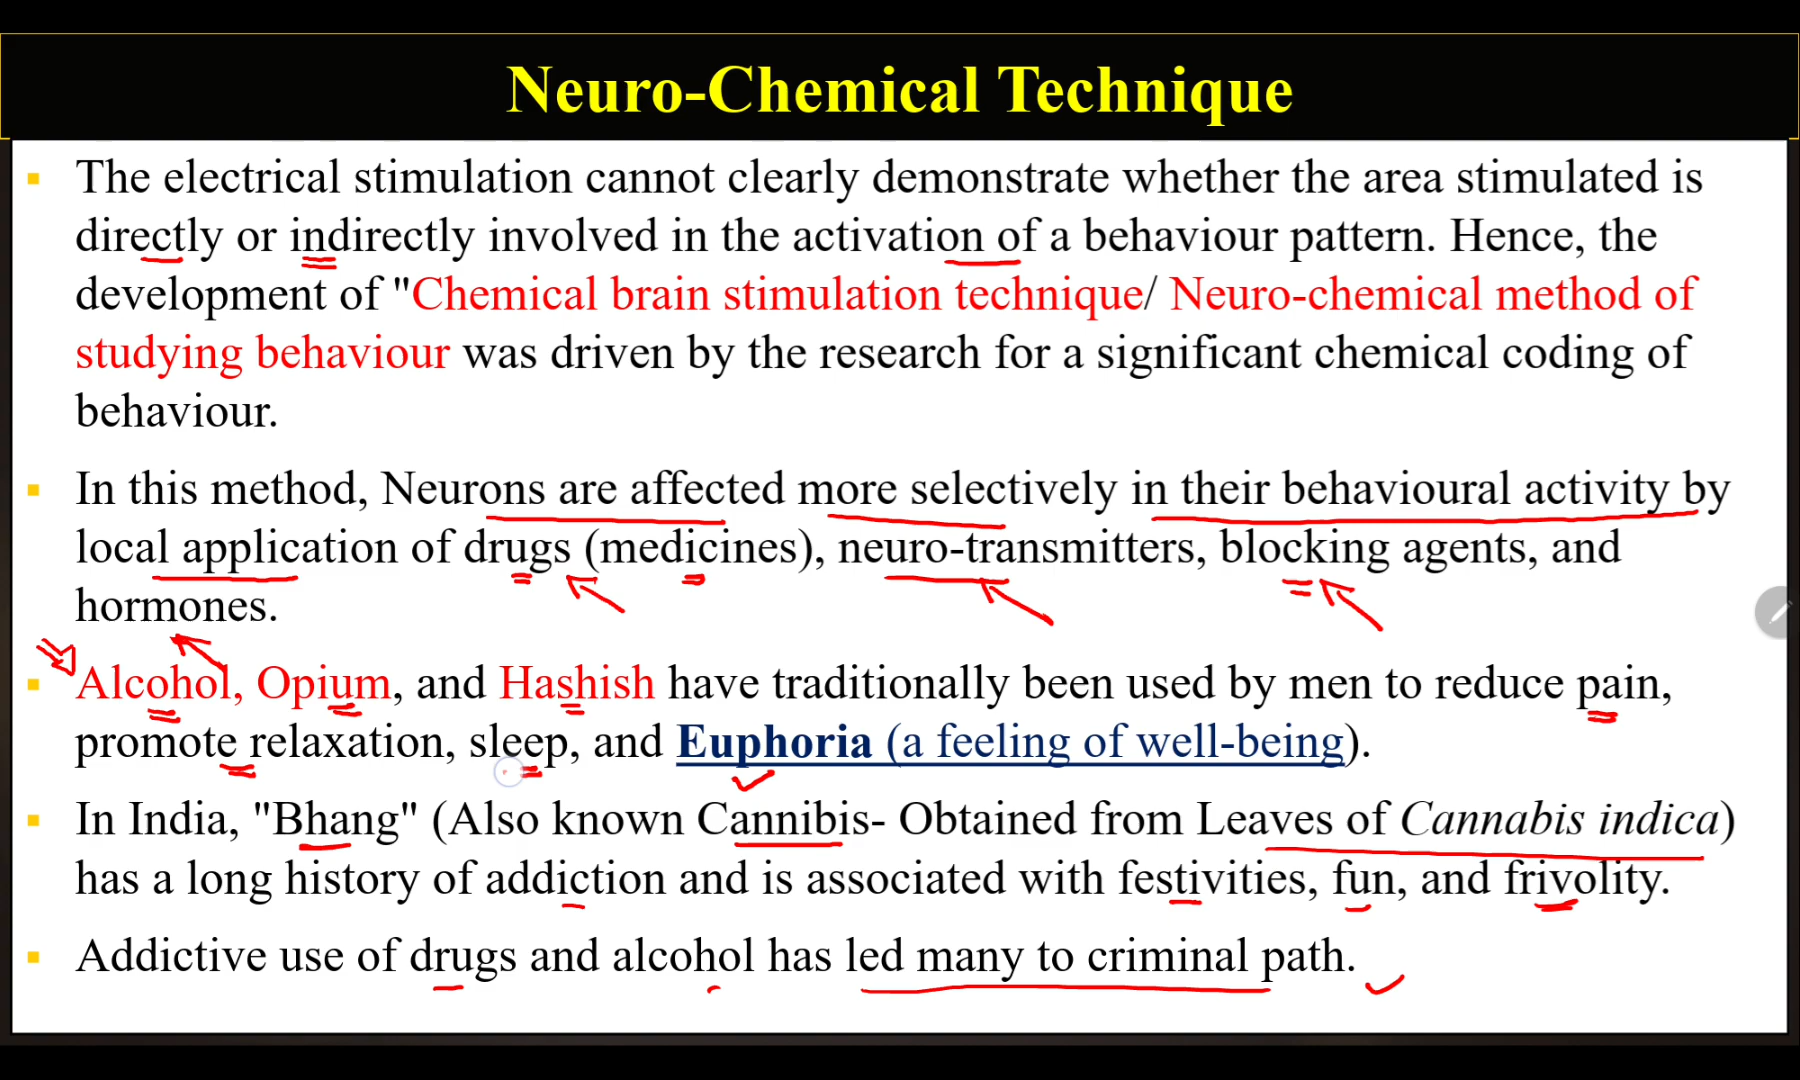 Neuro-Chemical Technique
▪ The electrical stimulation cannot clearly demonstrate whether the area stimulated is
directly or indirectly involved in the activation of a behaviour pattern. Hence, the
development of "Chemical brain stimulation technique/ Neuro-chemical method of
studying behaviour was driven by the research for a significant chemical coding of
behaviour.
▪ In this method, Neurons are affected more selectively in their behavioural activity by
local application of drugs (medicines), neuro-transmitters, blocking agents, and
hormones.
▪ Alcohol, Opium, and Hashish have traditionally been used by men to reduce pain,
promote relaxation, sleep, and Euphoria (a feeling of well-being).
▪ In India, "Bhang" (Also known Cannibis- Obtained from Leaves of Cannabis indica)
has a long history of addiction and is associated with festivities, fun, and frivolity.
▪ Addictive use of drugs and alcohol has led many to criminal path.